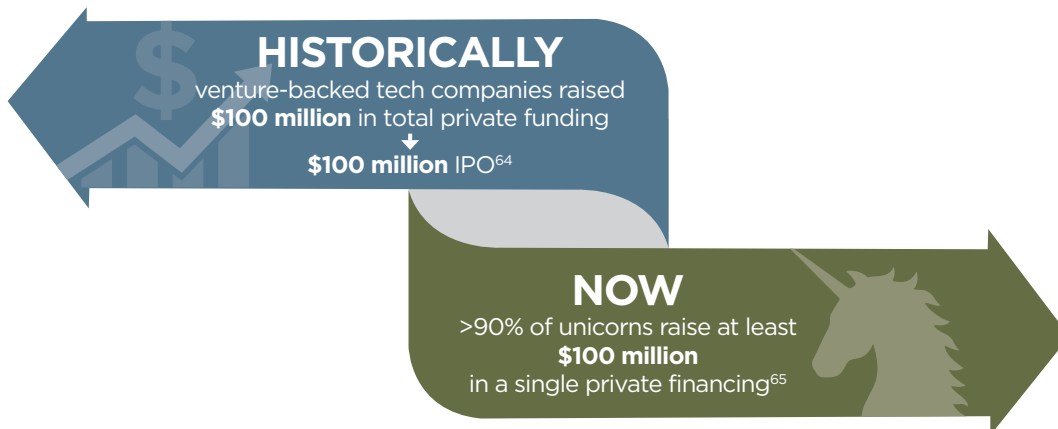 HISTORICALLY
venture-backed tech companies raised
$100 million in total private funding
$100 million IPO64
NOW
>90% of unicorns raise at least
$100 million
in a single private financing65